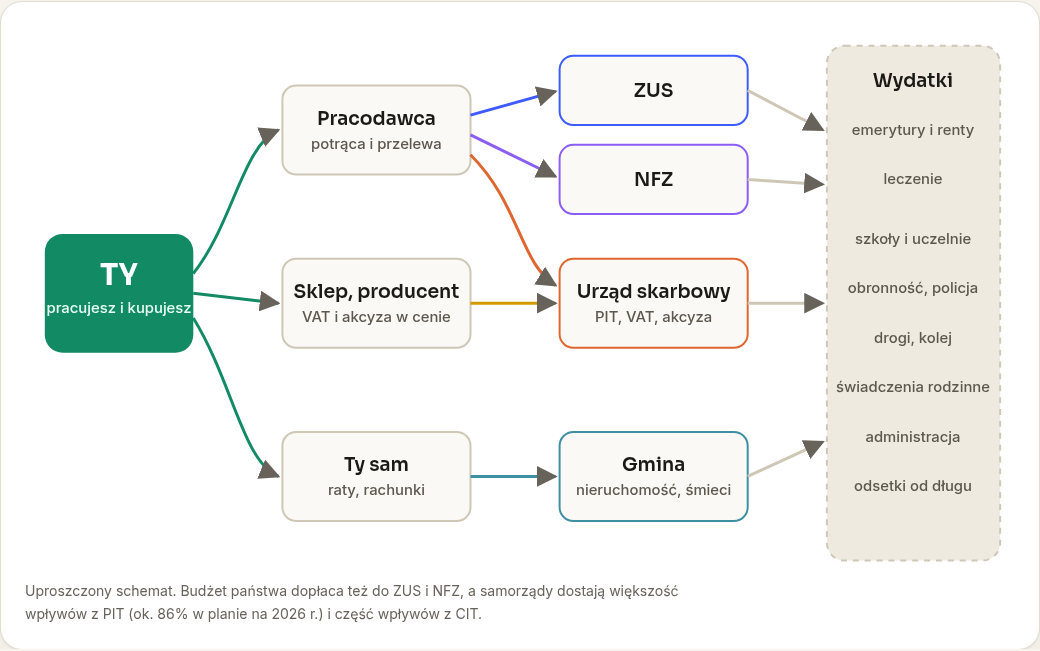 TY
pracujesz i kupujesz
Pracodawca
potrąca i przelewa
Sklep, producent
VAT i akcyza w cenie
Ty sam
raty, rachunki
ZUS
NFZ
Urząd skarbowy
PIT, VAT, akcyza
Gmina
nieruchomość, śmieci
Wydatki
emerytury i renty
leczenie
szkoły i uczelnie
obronność, policja
drogi, kolej
świadczenia rodzinne
administracja
odsetki od długu
Uproszczony schemat. Budżet państwa dopłaca też do ZUS i NFZ, a samorządy dostają większość
wpływów z PIT (ok. 86% w planie na 2026 r.) i część wpływów z CIT.